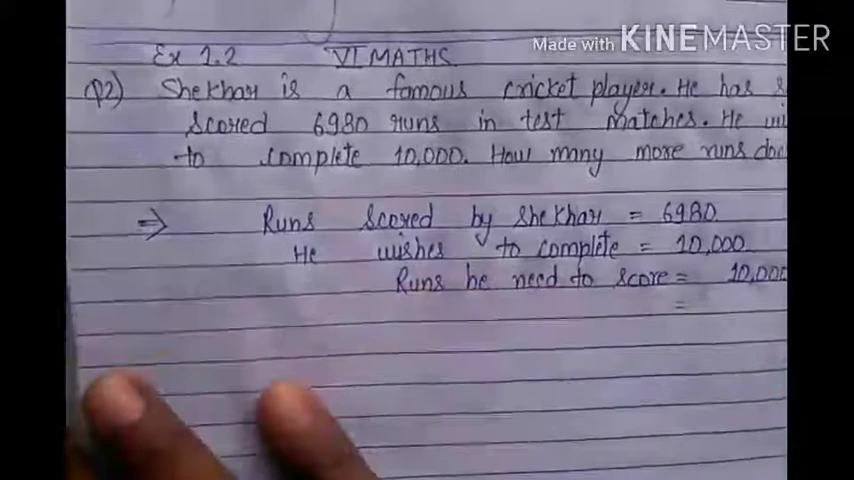 Ex 1.2 VI MATHS
Made with KINEMASTER
Q2) Shekhar is a famous cricket player. He has
scored 6980 runs in test matches. He
to complete 10,000. How many more runs
⇒ Runs scored by Shekhar = 6980
He wishes to complete = 10,000
Runs he need to score = 10,000
=